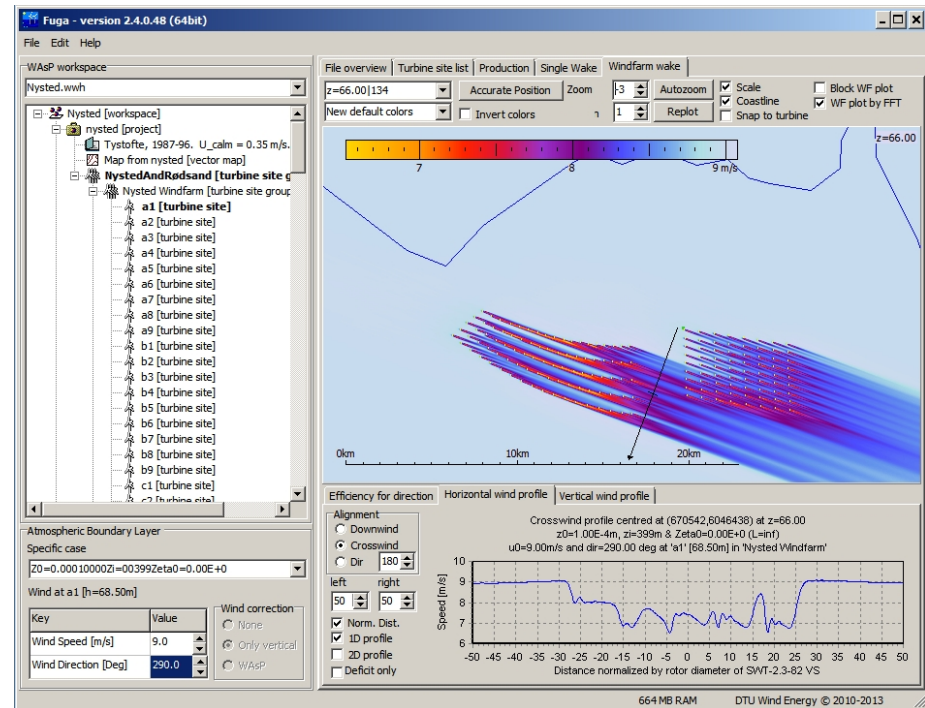 Fuga - version 2.4.0.48 (64bit)
File Edit Help
WAsP workspace
Nysted.wwh
Nysted [workspace]
nysted [project]
Tystofte, 1987-96. U_calm = 0.35 m/s.
Map from nysted [vector map]
NystedAndRødsand [turbine site g
Nysted Windfarm [turbine site group
a1 [turbine site]
a2 [turbine site]
a3 [turbine site]
a4 [turbine site]
a5 [turbine site]
a6 [turbine site]
a7 [turbine site]
a8 [turbine site]
a9 [turbine site]
b1 [turbine site]
b2 [turbine site]
b3 [turbine site]
b4 [turbine site]
b5 [turbine site]
b6 [turbine site]
b7 [turbine site]
b8 [turbine site]
b9 [turbine site]
c1 [turbine site]
c2 [turbine site]
Atmospheric Boundary Layer
Specific case
Z0=0.00010000Zi=00399Zeta0=0.00E+0
Wind at a1 [h=68.50m]
Key Value
Wind Speed [m/s] 9.0
Wind Direction [Deg] 290.0
Wind correction
None
Only vertical
WAsP
File overview Turbine site list Production Single Wake Windfarm wake
z=66.00|134 Accurate Position Zoom -3 Autozoom Scale Block WF plot
Coastline WF plot by FFT
New default colors Invert colors 1 Replot Snap to turbine
z=66.00
7 8 9 m/s
0km 10km 20km
Efficiency for direction Horizontal wind profile Vertical wind profile
Alignment
Downwind
Crosswind
Dir 180
left right
50 50
Norm. Dist.
1D profile
2D profile
Deficit only
Crosswind profile centred at (670542,6046438) at z=66.00
z0=1.00E-4m, zi=399m & Zeta0=0.00E+0 (L=inf)
u0=9.00m/s and dir=290.00 deg at 'a1' [68.50m] in 'Nysted Windfarm'
Speed [m/s]
10
9
8
7
6
-50 -45 -40 -35 -30 -25 -20 -15 -10 -5 0 5 10 15 20 25 30 35 40 45 50
Distance normalized by rotor diameter of SWT-2.3-82 VS
664 MB RAM DTU Wind Energy © 2010-2013